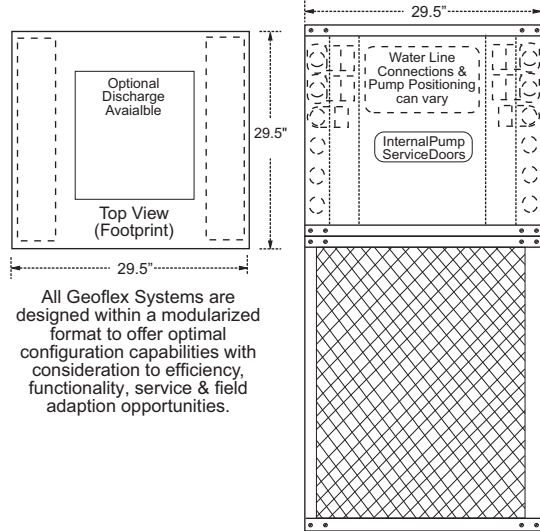 29.5"
Optional
Discharge
Avaialble
29.5"
Top View
(Footprint)
29.5"
Water Line
Connections &
Pump Positioning
can vary
InternalPump
ServiceDoors
All Geoflex Systems are
designed within a modularized
format to offer optimal
configuration capabilities with
consideration to efficiency,
functionality, service & field
adaption opportunities.